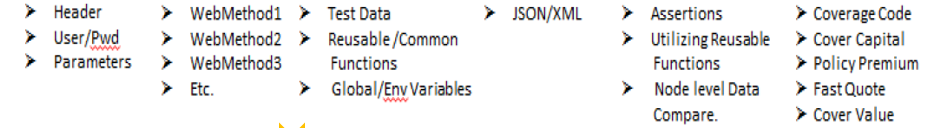 ➤ Header
➤ User/Pwd
➤ Parameters
➤ WebMethod1
➤ WebMethod2
➤ WebMethod3
➤ Etc.
➤ Test Data
➤ Reusable/Common
Functions
➤ Global/Env Variables
➤ JSON/XML
➤ Assertions
➤ Utilizing Reusable
Functions
➤ Node level Data
Compare.
➤ Coverage Code
➤ Cover Capital
➤ Policy Premium
➤ Fast Quote
➤ Cover Value